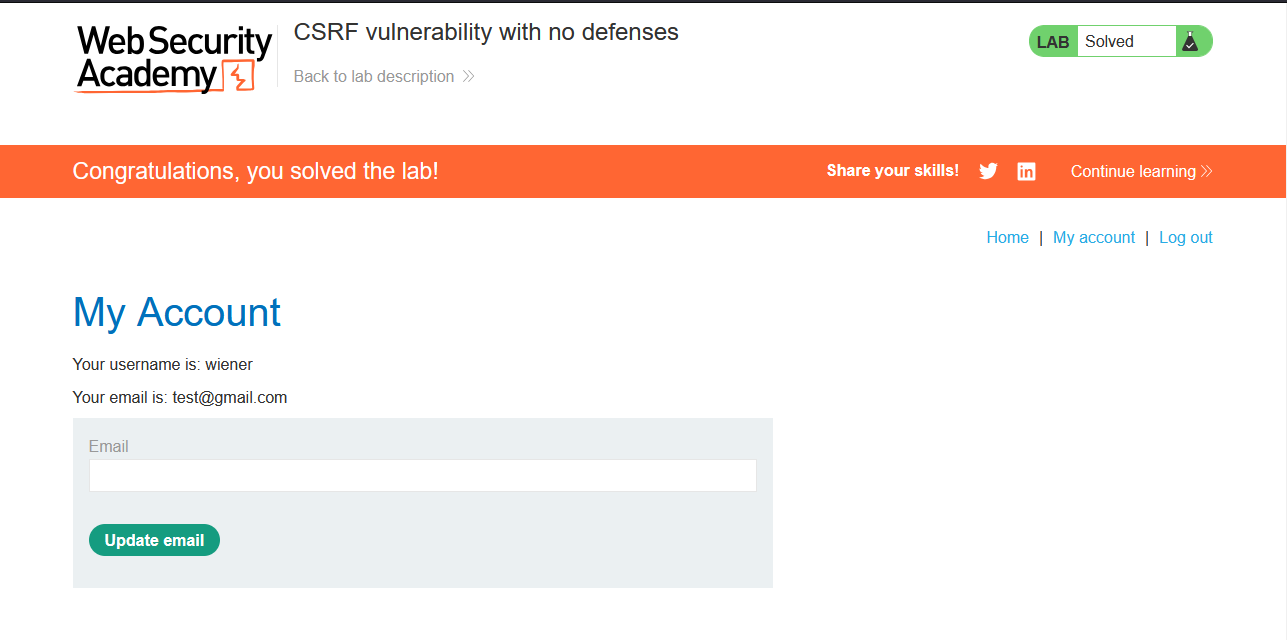 Web Security
Academy
CSRF vulnerability with no defenses
Back to lab description
LAB Solved
Congratulations, you solved the lab!
Share your skills!
Continue learning
Home | My account | Log out
My Account
Your username is: wiener
Your email is: test@gmail.com
Email
Update email